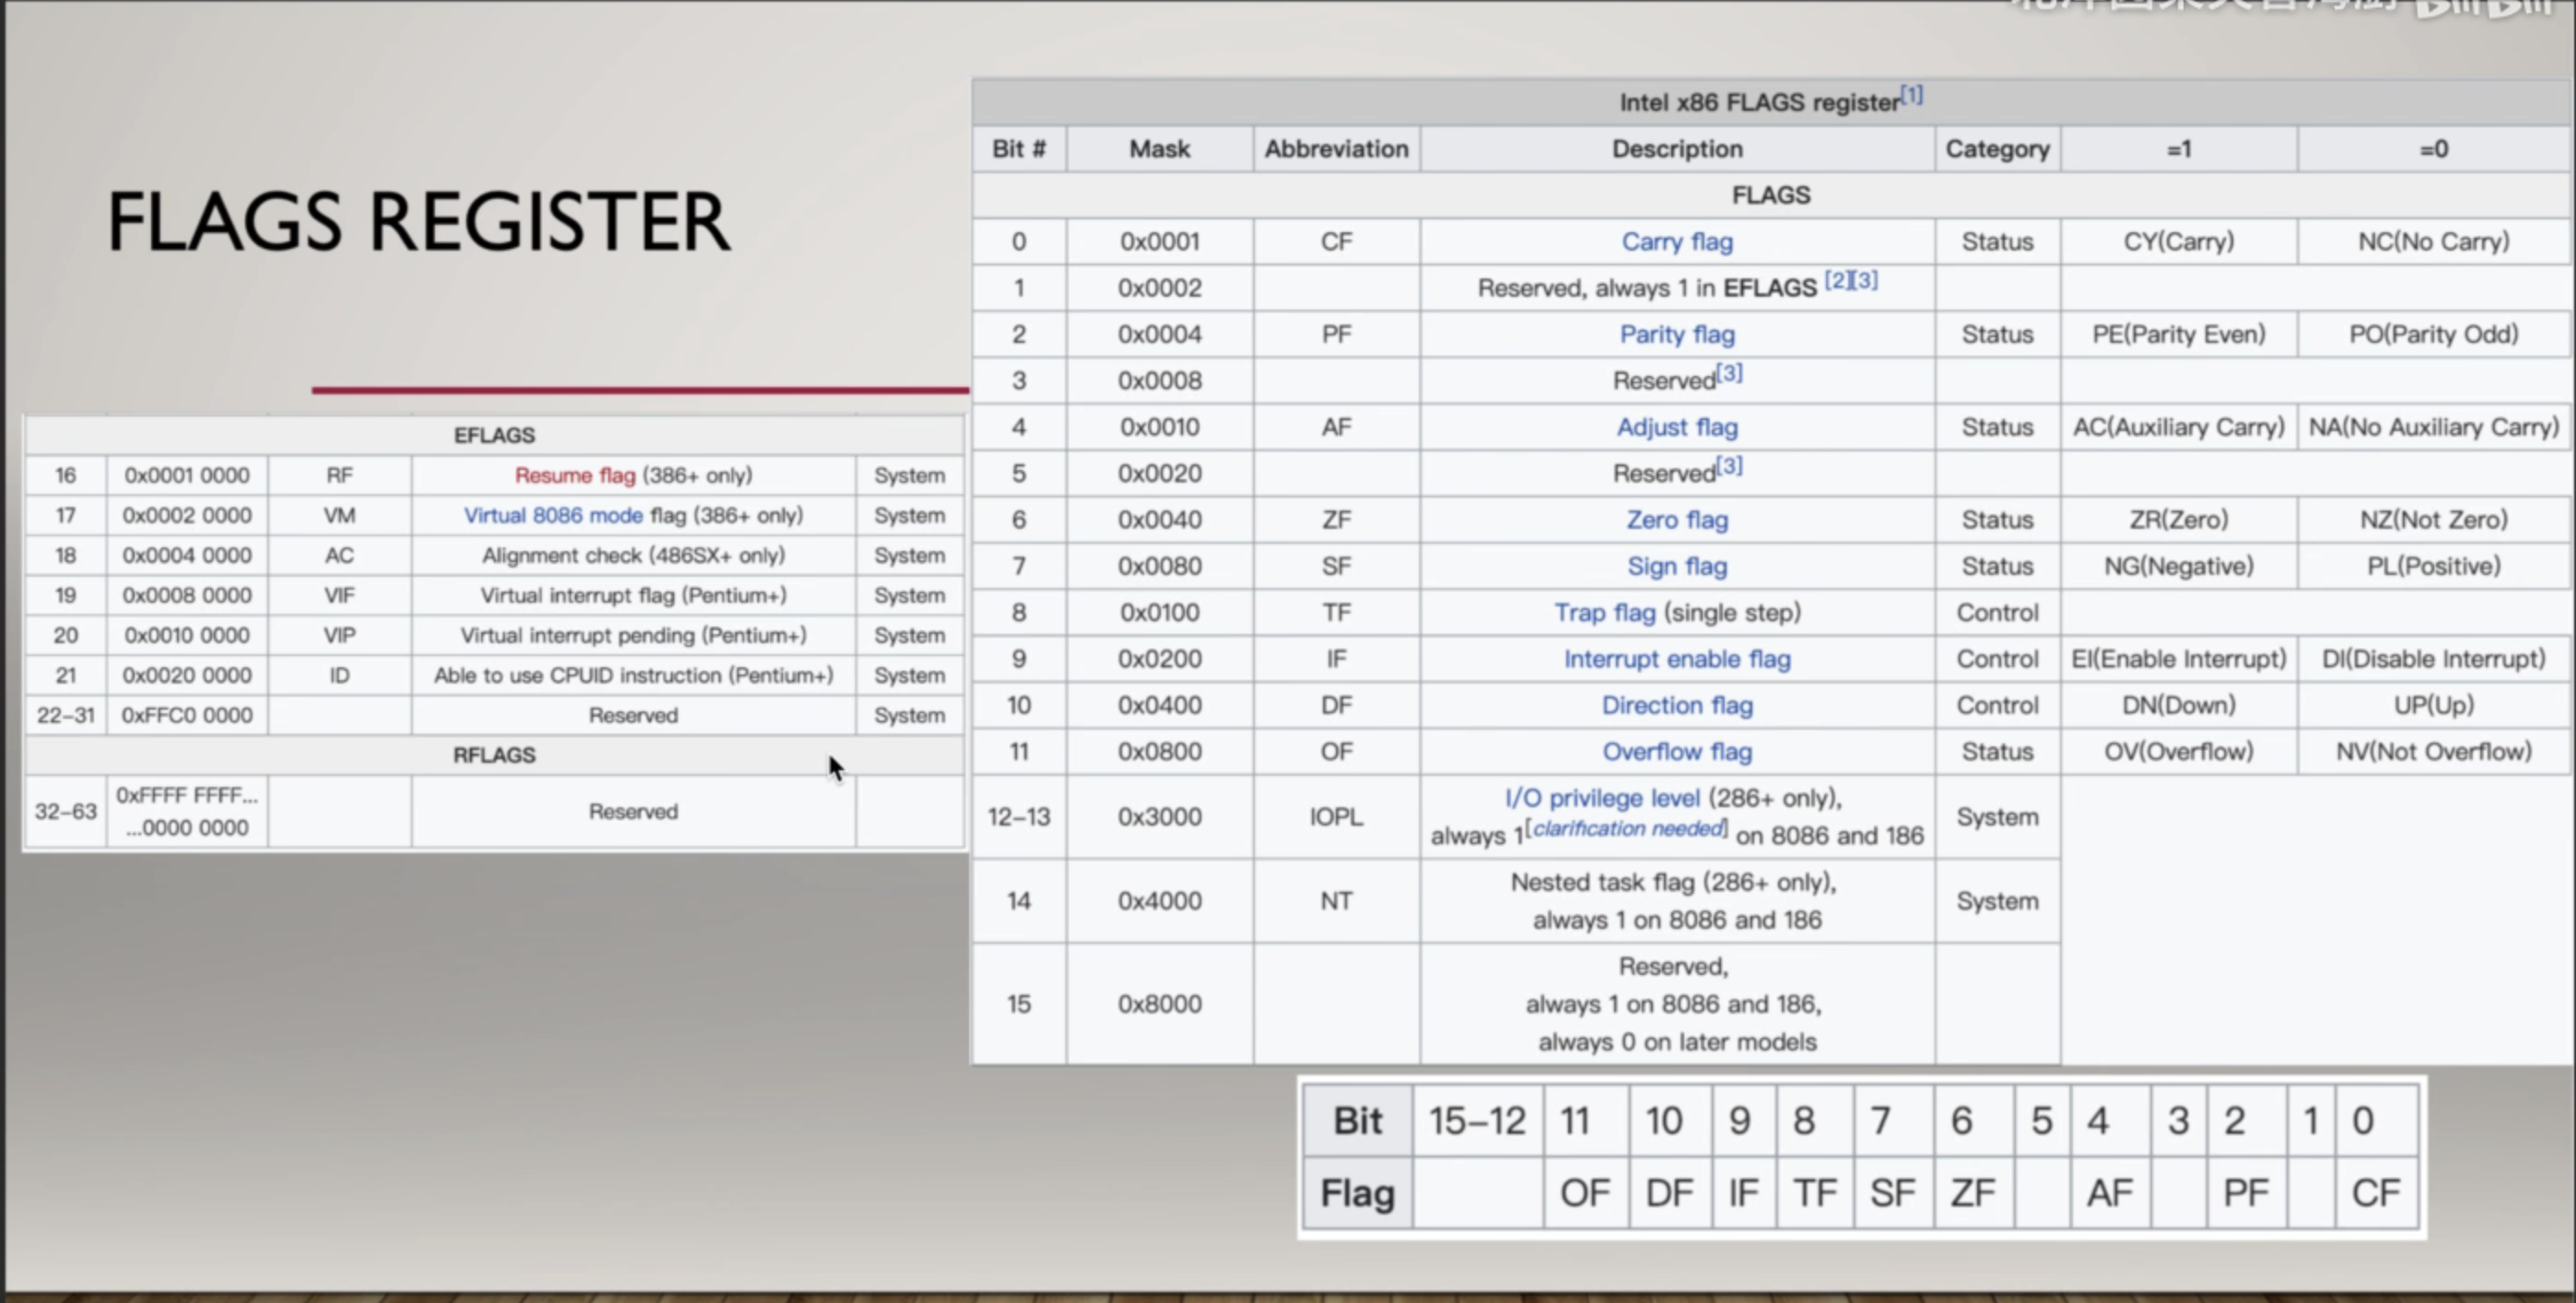 FLAGS REGISTER
EFLAGS
16 0x0001 0000 RF Resume flag (386+ only) System
17 0x0002 0000 VM Virtual 8086 mode flag (386+ only) System
18 0x0004 0000 AC Alignment check (486SX+ only) System
19 0x0008 0000 VIF Virtual interrupt flag (Pentium+) System
20 0x0010 0000 VIP Virtual interrupt pending (Pentium+) System
21 0x0020 0000 ID Able to use CPUID instruction (Pentium+) System
22–31 0xFFC0 0000 Reserved System
RFLAGS
32–63 0xFFFF FFFF... ...0000 0000 Reserved
Intel x86 FLAGS register[1]
Bit # Mask Abbreviation Description Category =1 =0
FLAGS
0 0x0001 CF Carry flag Status CY(Carry) NC(No Carry)
1 0x0002 Reserved, always 1 in EFLAGS [2][3]
2 0x0004 PF Parity flag Status PE(Parity Even) PO(Parity Odd)
3 0x0008 Reserved[3]
4 0x0010 AF Adjust flag Status AC(Auxiliary Carry) NA(No Auxiliary Carry)
5 0x0020 Reserved[3]
6 0x0040 ZF Zero flag Status ZR(Zero) NZ(Not Zero)
7 0x0080 SF Sign flag Status NG(Negative) PL(Positive)
8 0x0100 TF Trap flag (single step) Control
9 0x0200 IF Interrupt enable flag Control EI(Enable Interrupt) DI(Disable Interrupt)
10 0x0400 DF Direction flag Control DN(Down) UP(Up)
11 0x0800 OF Overflow flag Status OV(Overflow) NV(Not Overflow)
12–13 0x3000 IOPL I/O privilege level (286+ only),
always 1[clarification needed] on 8086 and 186 System
14 0x4000 NT Nested task flag (286+ only),
always 1 on 8086 and 186 System
15 0x8000 Reserved,
always 1 on 8086 and 186,
always 0 on later models
Bit 15–12 11 10 9 8 7 6 5 4 3 2 1 0
Flag OF DF IF TF SF ZF AF PF CF